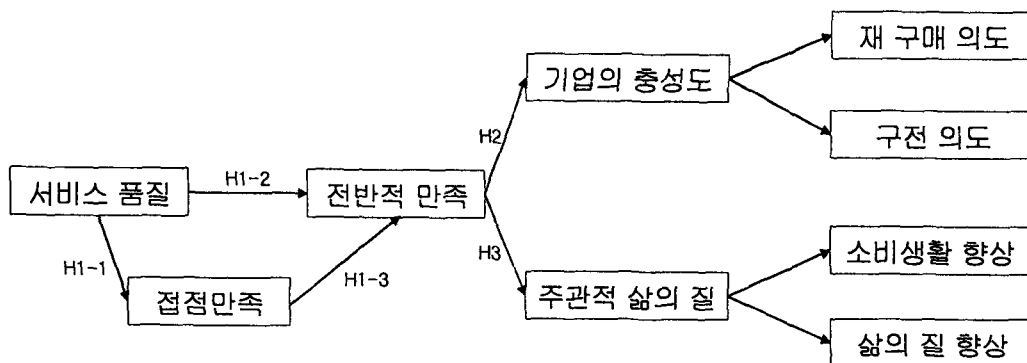 재 구매 의도
기업의 충성도
구전 의도
H2
서비스 품질
H1-2
전반적 만족
H3
소비생활 향상
H1-1
H1-3
접점만족
주관적 삶의 질
삶의 질 향상